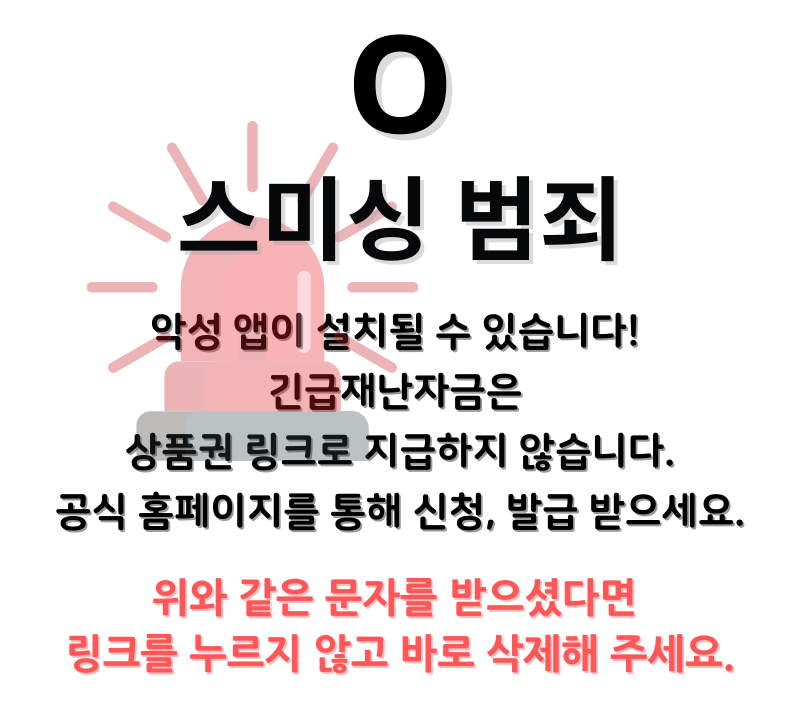 O
스미싱 범죄
악성 앱이 설치될 수 있습니다!
긴급재난자금은
상품권 링크로 지급하지 않습니다.
공식 홈페이지를 통해 신청, 발급 받으세요.
위와 같은 문자를 받으셨다면
링크를 누르지 않고 바로 삭제해 주세요.